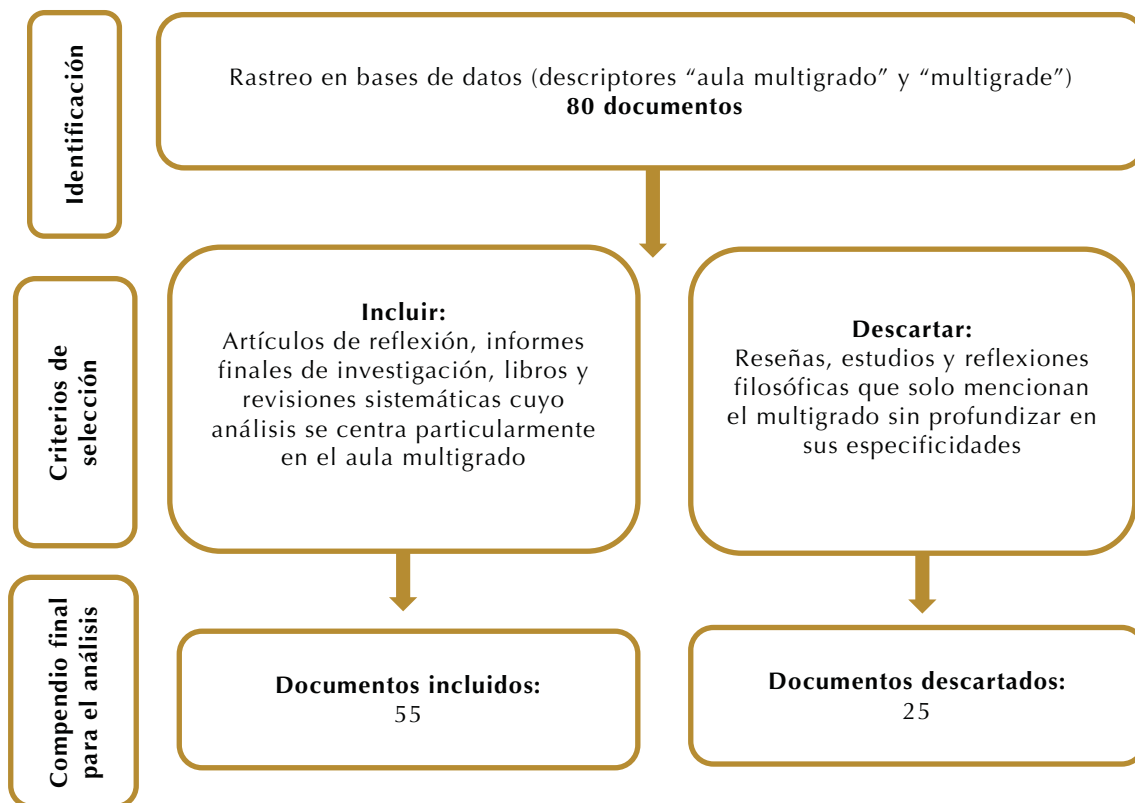 Identificación
Rastreo en bases de datos (descriptores “aula multigrado” y “multigrade”)
80 documentos
Criterios de
selección
Incluir:
Artículos de reflexión, informes
finales de investigación, libros y
revisiones sistemáticas cuyo
análisis se centra particularmente
en el aula multigrado
Descartar:
Reseñas, estudios y reflexiones
filosóficas que solo mencionan
el multigrado sin profundizar en
sus especificidades
Compendio final
para el análisis
Documentos incluidos:
55
Documentos descartados:
25